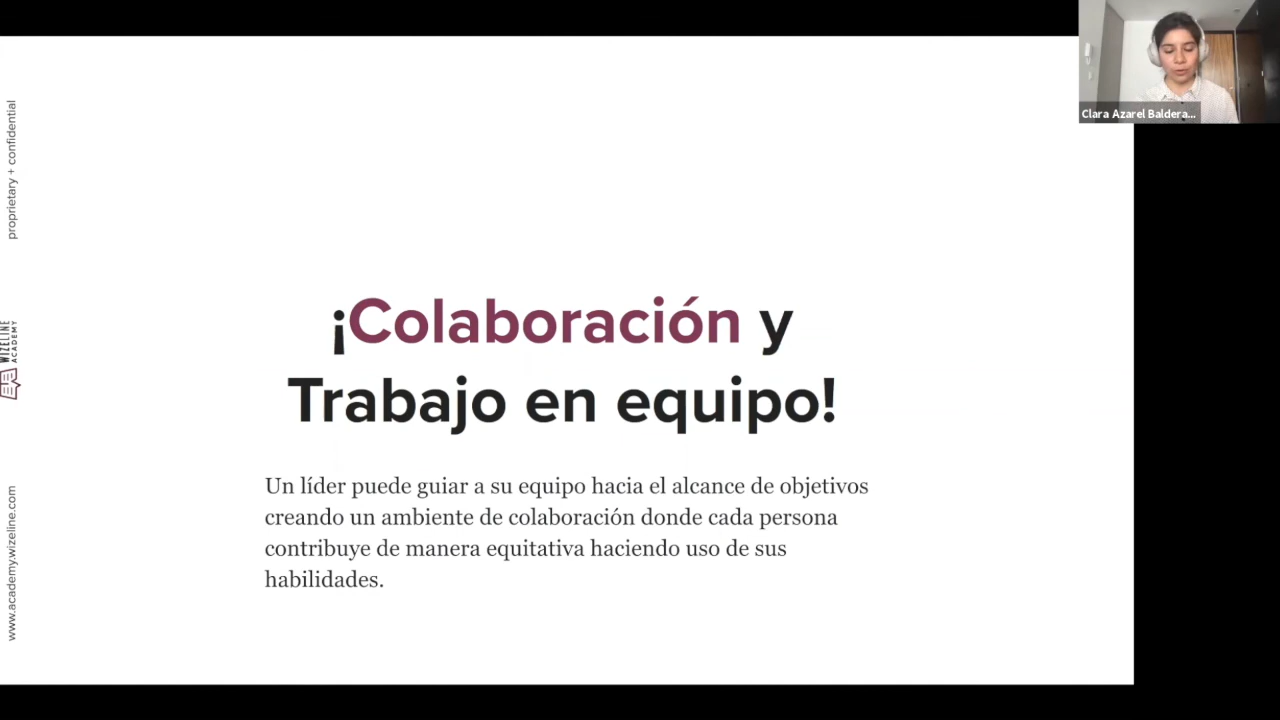 proprietary + confidential
WIZELINE
ACADEMY
www.academy.wizeline.com
¡Colaboración y
Trabajo en equipo!
Un líder puede guiar a su equipo hacia el alcance de objetivos
creando un ambiente de colaboración donde cada persona
contribuye de manera equitativa haciendo uso de sus
habilidades.
Clara Azarel Baldera...